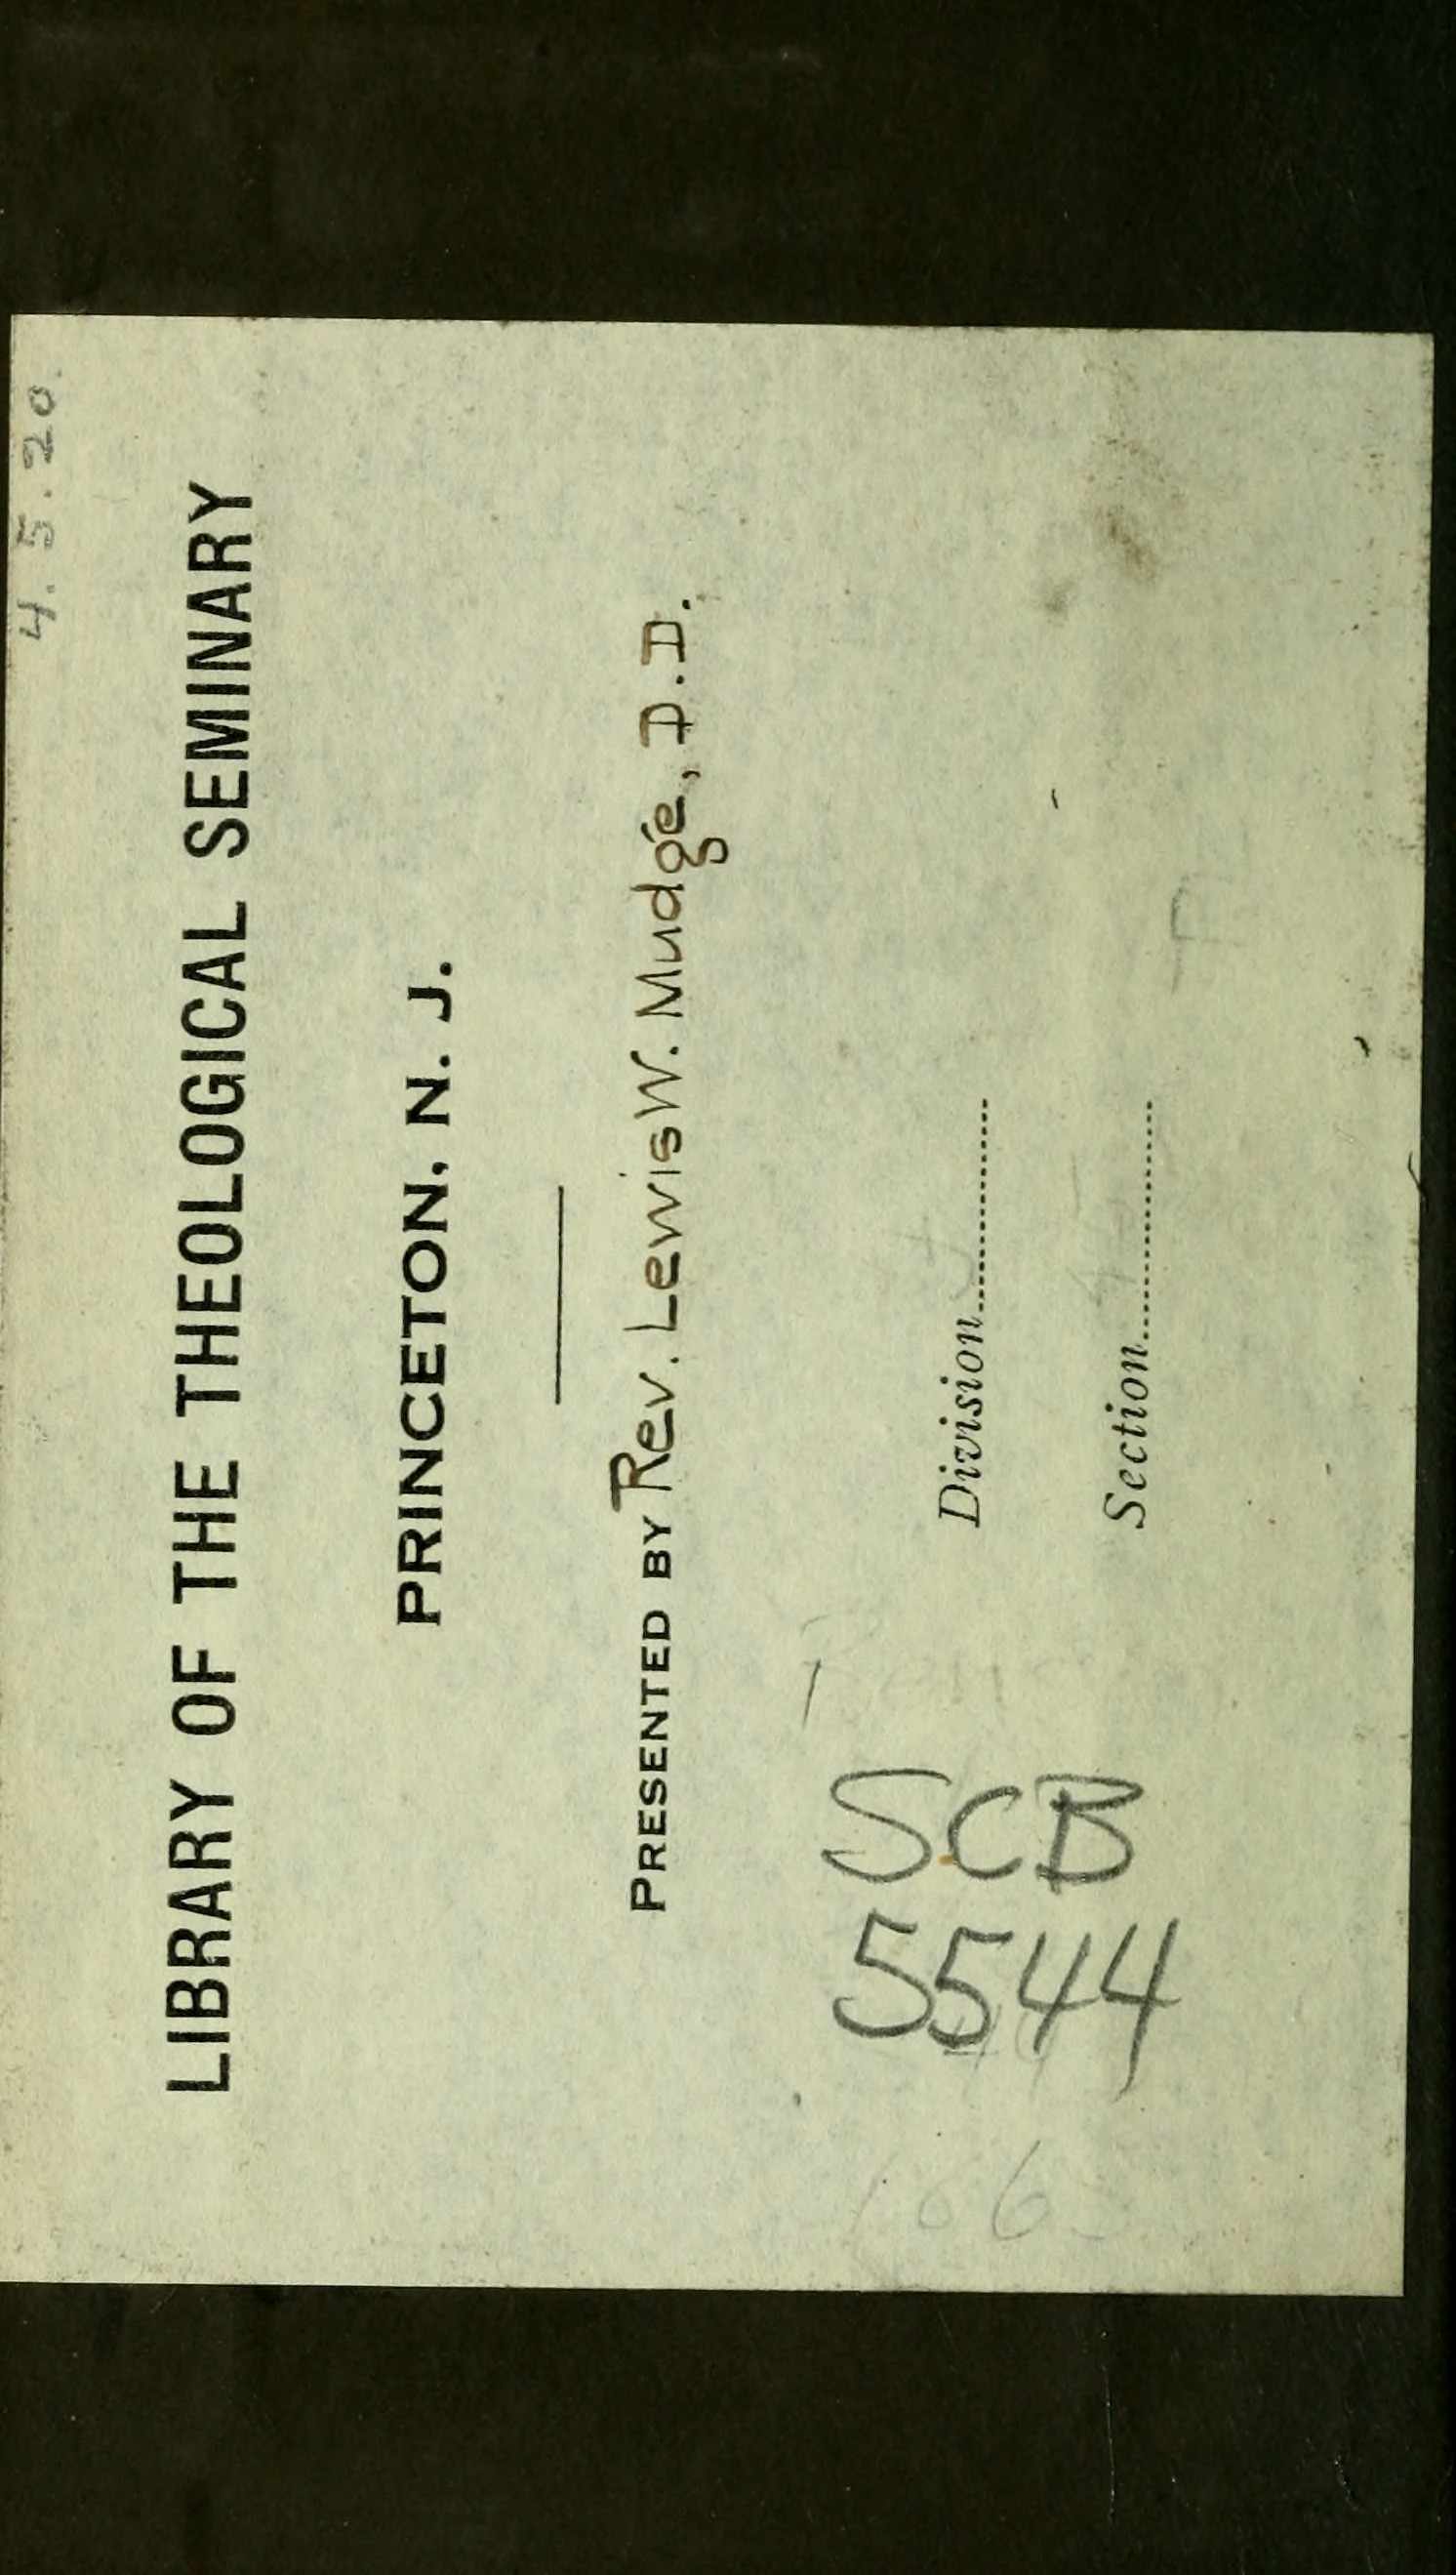 4.5.20.
LIBRARY OF THE THEOLOGICAL SEMINARY
PRINCETON, N. J.
PRESENTED BY Rev. Lewis W. Mudge, D.D.
Division
Section
SCB
5544